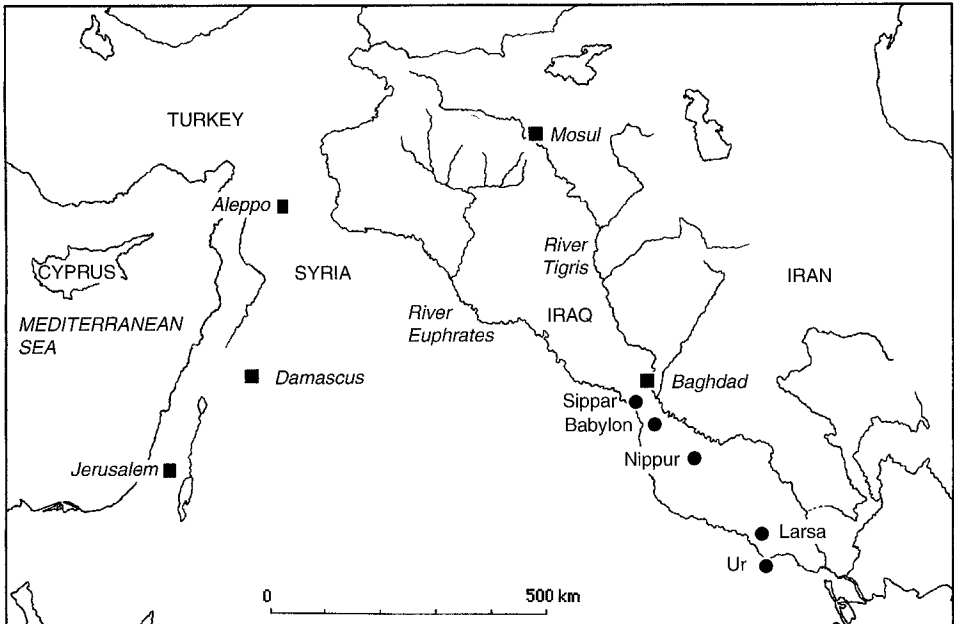 TURKEY
Mosul
Aleppo
CYPRUS
SYRIA
River
Tigris
IRAN
MEDITERRANEAN
SEA
River
Euphrates
IRAQ
Damascus
Baghdad
Sippar
Babylon
Nippur
Jerusalem
Larsa
Ur
0
500 km